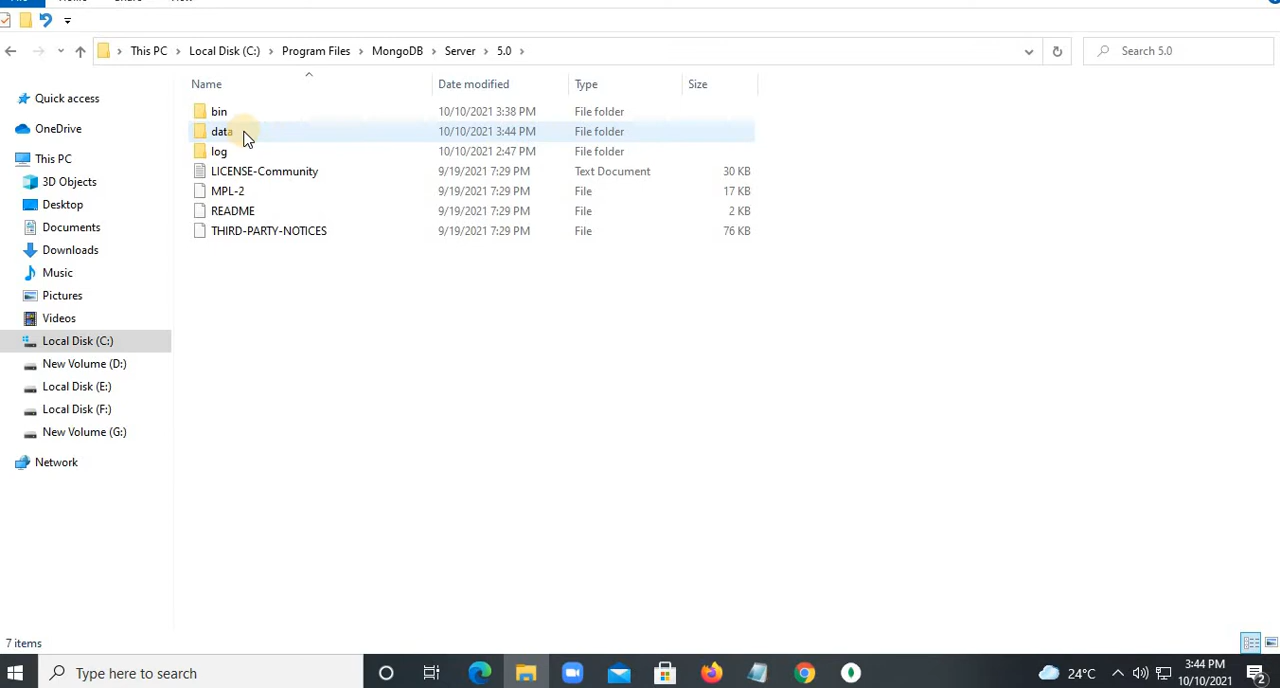 This PC > Local Disk (C:) > Program Files > MongoDB > Server > 5.0 >
Search 5.0
Name Date modified Type Size
bin 10/10/2021 3:38 PM File folder
data 10/10/2021 3:44 PM File folder
log 10/10/2021 2:47 PM File folder
LICENSE-Community 9/19/2021 7:29 PM Text Document 30 KB
MPL-2 9/19/2021 7:29 PM File 17 KB
README 9/19/2021 7:29 PM File 2 KB
THIRD-PARTY-NOTICES 9/19/2021 7:29 PM File 76 KB
Quick access
OneDrive
This PC
3D Objects
Desktop
Documents
Downloads
Music
Pictures
Videos
Local Disk (C:)
New Volume (D:)
Local Disk (E:)
Local Disk (F:)
New Volume (G:)
Network
7 items
Type here to search
24°C
3:44 PM
10/10/2021
2